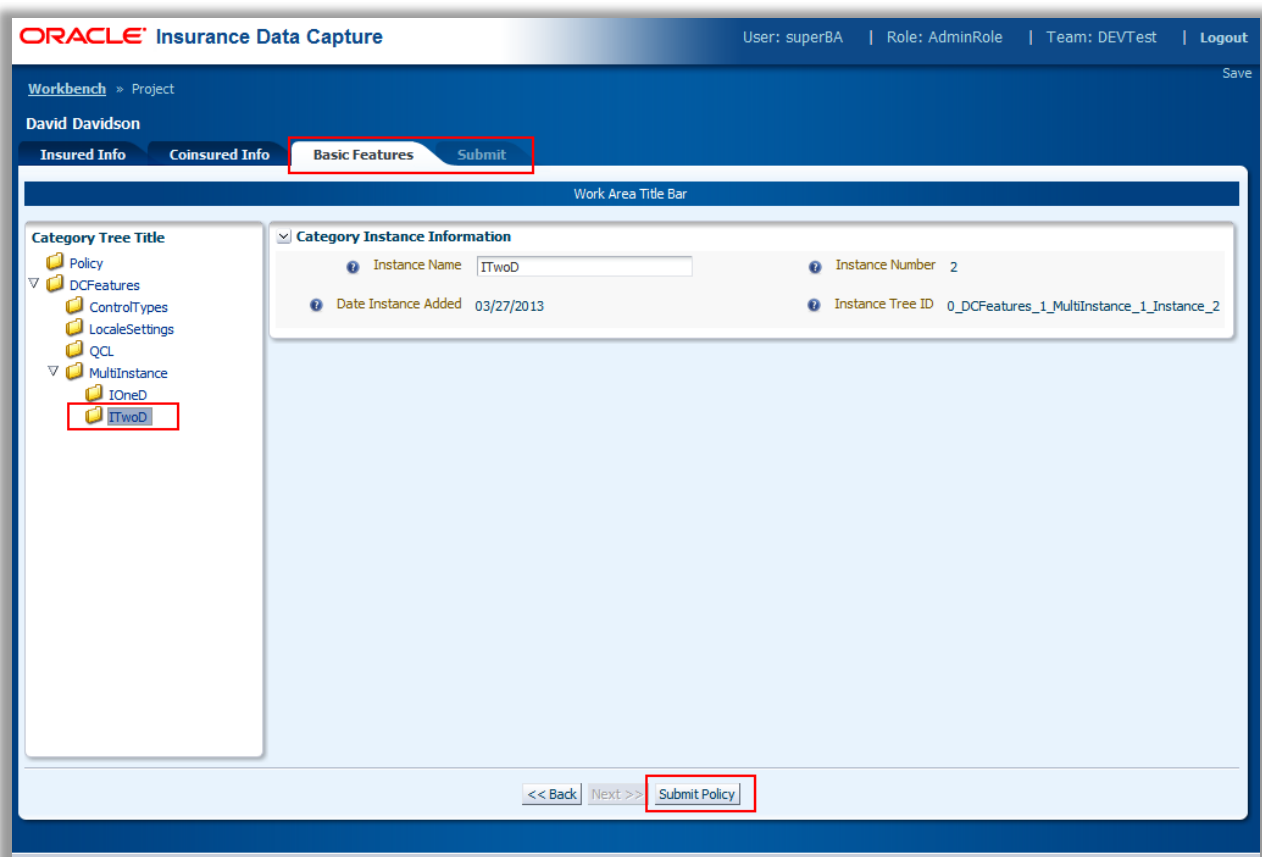 ORACLE Insurance Data Capture User: superBA | Role: AdminRole | Team: DEVTest | Logout
Save
Workbench » Project
David Davidson
Insured Info Coinsured Info Basic Features Submit
Work Area Title Bar
Category Tree Title
Policy
DCFeatures
ControlTypes
LocaleSettings
QCL
MultiInstance
IOneD
ITwoD
Category Instance Information
Instance Name ITwoD Instance Number 2
Date Instance Added 03/27/2013 Instance Tree ID 0_DCFeatures_1_MultiInstance_1_Instance_2
<< Back Next >> Submit Policy